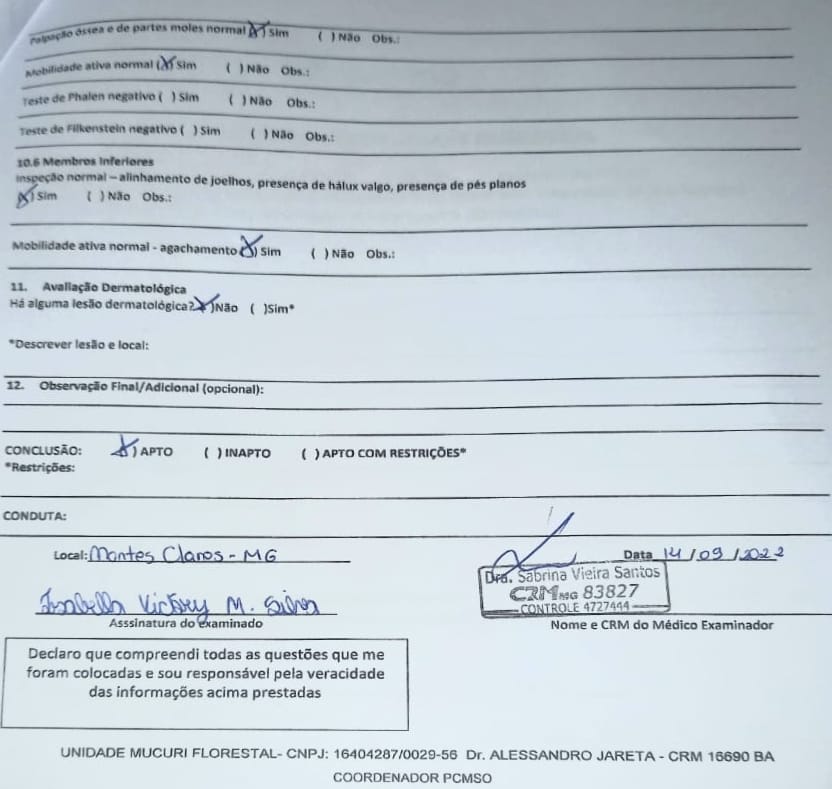 Palpação óssea e de partes moles normal (X) Sim ( ) Não Obs.:
Mobilidade ativa normal (X) Sim ( ) Não Obs.:
Teste de Phalen negativo ( ) Sim ( ) Não Obs.:
Teste de Filkenstein negativo ( ) Sim ( ) Não Obs.:
10.6 Membros Inferiores
Inspeção normal – alinhamento de joelhos, presença de hálux valgo, presença de pés planos
(X) Sim ( ) Não Obs.:
Mobilidade ativa normal - agachamento (X) Sim ( ) Não Obs.:
11. Avaliação Dermatológica
Há alguma lesão dermatológica? (X)Não ( )Sim*
*Descrever lesão e local:
12. Observação Final/Adicional (opcional):
CONCLUSÃO: (X) APTO ( ) INAPTO ( ) APTO COM RESTRIÇÕES*
*Restrições:
CONDUTA:
Local: Montes Claros - MG
Data 14/09/2022
Dra. Sabrina Vieira Santos
CRMMG 83827
CONTROLE 4727444
Isabella Victory M. Silva
Asssinatura do examinado
Nome e CRM do Médico Examinador
Declaro que compreendi todas as questões que me
foram colocadas e sou responsável pela veracidade
das informações acima prestadas
UNIDADE MUCURI FLORESTAL- CNPJ: 16404287/0029-56 Dr. ALESSANDRO JARETA - CRM 16690 BA
COORDENADOR PCMSO